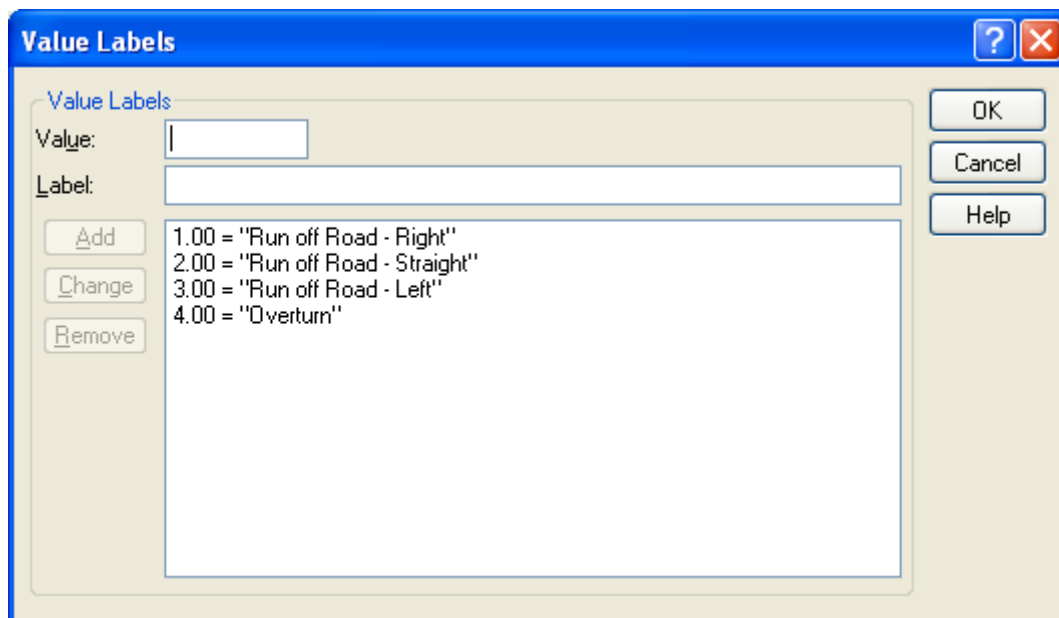 Value Labels
Value Labels
Value:
Label:
Add
Change
Remove
1.00 = "Run off Road - Right"
2.00 = "Run off Road - Straight"
3.00 = "Run off Road - Left"
4.00 = "Overturn"
OK
Cancel
Help